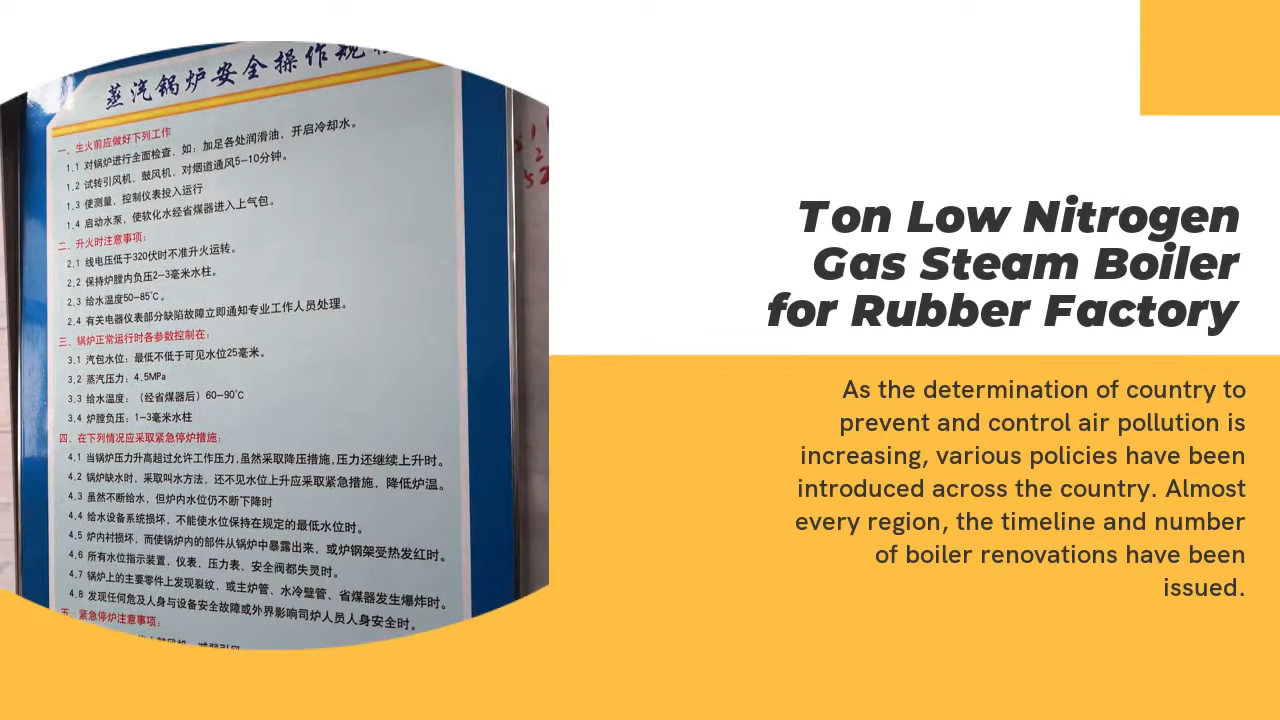 蒸汽锅炉安全操作规
一、生火前应做好下列工作
1.1 对锅炉进行全面检查，如：加足各处润滑油，开启冷却水。
1.2 试转引风机、鼓风机，对烟道通风5—10分钟。
1.3 使测量、控制仪表投入运行
1.4 启动水泵、使软化水经省煤器进入上气包。
二、升火时注意事项：
2.1 线电压低于320伏时不准升火运转。
2.2 保持炉膛内负压2—3毫米水柱。
2.3 给水温度50—85℃。
2.4 有关电器仪表部分缺陷故障立即通知专业工作人员处理。
三、锅炉正常运行时各参数控制在：
3.1 汽包水位：最低不低于可见水位25毫米。
3.2 蒸汽压力：4.5MPa
3.3 给水温度：（经省煤器后）60—90℃
3.4 炉膛负压：1—3毫米水柱
四、在下列情况应采取紧急停炉措施：
4.1 当锅炉压力升高超过允许工作压力,虽然采取降压措施,压力还继续上升时。
4.2 锅炉缺水时，采取叫水方法，还不见水位上升应采取紧急措施，降低炉温。
4.3 虽然不断给水，但炉内水位仍不断下降时
4.4 给水设备系统损坏，不能使水位保持在规定的最低水位时。
4.5 炉内衬损坏，而使锅炉内的部件从锅炉中暴露出来，或炉钢架受热发红时。
4.6 所有水位指示装置，仪表、压力表、安全阀都失灵时。
4.7 锅炉上的主要零件上发现裂纹，或主炉管、水冷壁管、省煤器发生爆炸时。
4.8 发现任何危及人身与设备安全故障或外界影响司炉人员人身安全时。
五、紧急停炉注意事项：
Ton Low Nitrogen
Gas Steam Boiler
for Rubber Factory
As the determination of country to
prevent and control air pollution is
increasing, various policies have been
introduced across the country. Almost
every region, the timeline and number
of boiler renovations have been
issued.